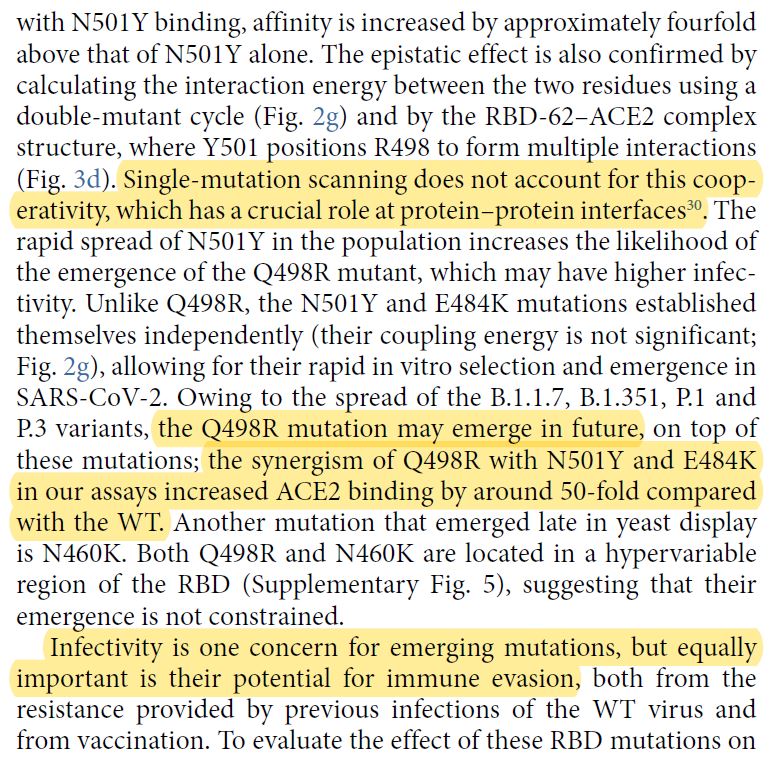 with N501Y binding, affinity is increased by approximately fourfold
above that of N501Y alone. The epistatic effect is also confirmed by
calculating the interaction energy between the two residues using a
double-mutant cycle (Fig. 2g) and by the RBD-62–ACE2 complex
structure, where Y501 positions R498 to form multiple interactions
(Fig. 3d). Single-mutation scanning does not account for this coop-
erativity, which has a crucial role at protein–protein interfaces³⁰. The
rapid spread of N501Y in the population increases the likelihood of
the emergence of the Q498R mutant, which may have higher infec-
tivity. Unlike Q498R, the N501Y and E484K mutations established
themselves independently (their coupling energy is not significant;
Fig. 2g), allowing for their rapid in vitro selection and emergence in
SARS-CoV-2. Owing to the spread of the B.1.1.7, B.1.351, P.1 and
P.3 variants, the Q498R mutation may emerge in future, on top of
these mutations; the synergism of Q498R with N501Y and E484K
in our assays increased ACE2 binding by around 50-fold compared
with the WT. Another mutation that emerged late in yeast display
is N460K. Both Q498R and N460K are located in a hypervariable
region of the RBD (Supplementary Fig. 5), suggesting that their
emergence is not constrained.
Infectivity is one concern for emerging mutations, but equally
important is their potential for immune evasion, both from the
resistance provided by previous infections of the WT virus and
from vaccination. To evaluate the effect of these RBD mutations on